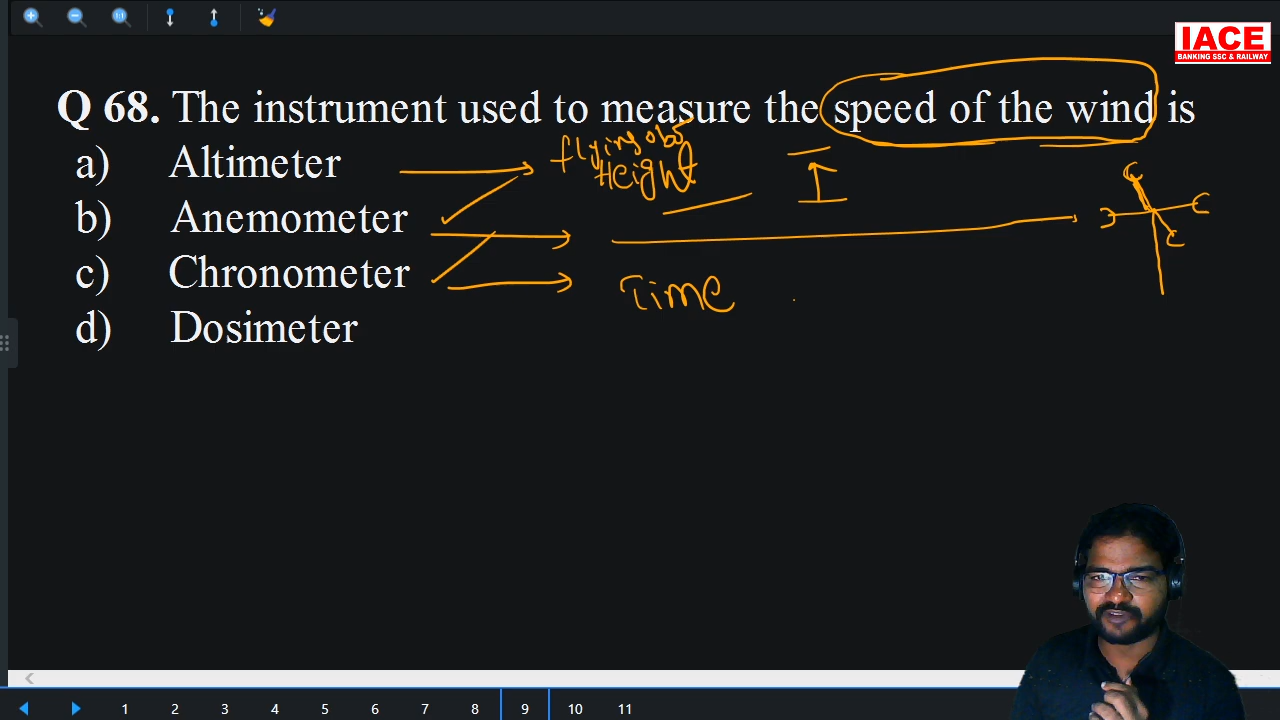 IACE
BANKING SSC & RAILWAY
Q 68. The instrument used to measure the speed of the wind is
a) Altimeter
flying obs
Height
b) Anemometer
c) Chronometer
Time
d) Dosimeter
1 2 3 4 5 6 7 8 9 10 11